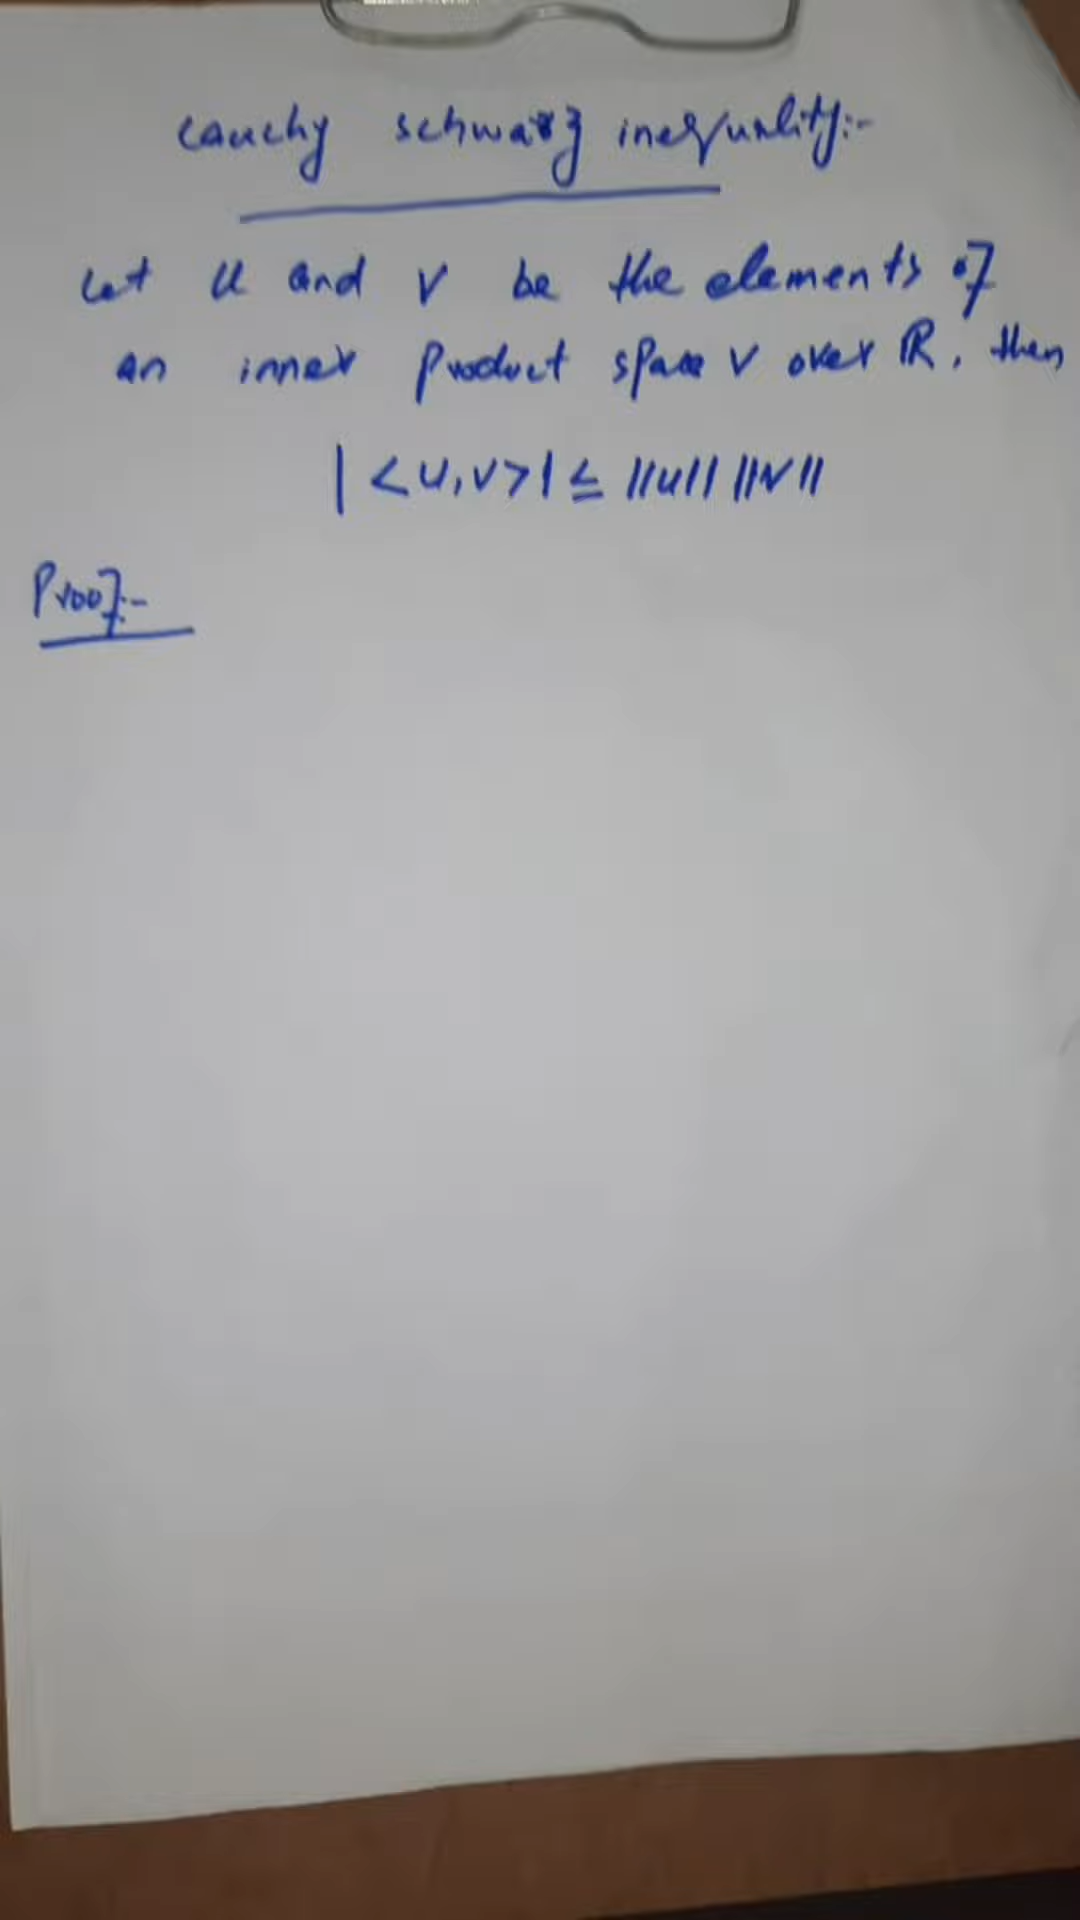 Cauchy schwarz inequality:-
Let u and v be the elements of
an inner product space V over ℝ, then
|<u,v>| ≤ ||u|| ||v||
Proof:-